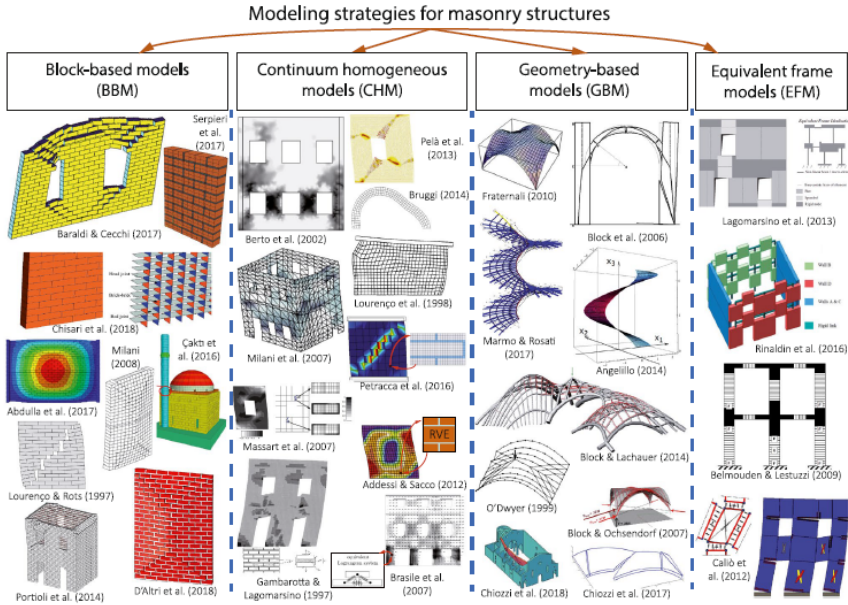 Modeling strategies for masonry structures
Block-based models
(BBM)
Continuum homogeneous
models (CHM)
Geometry-based
models (GBM)
Equivalent frame
models (EFM)
Serpieri
et al.
(2017)
Baraldi & Cecchi (2017)
Chisari et al.
(2018)
Milani
(2008)
Çaktı et
al. (2016)
Abdulla et al. (2017)
Lourenço & Rots (1997)
Portioli et al. (2014)
D'Altri et al. (2018)
Pelà et al.
(2013)
Bruggi (2014)
Berto et al. (2002)
Lourenço et al. (1998)
Milani et al. (2007)
Petracca et al. (2016)
Massart et al. (2007)
RVE
Addessi & Sacco (2012)
Gambarotta &
Lagomarsino (1997)
Brasile et al.
(2007)
Fraternali (2010)
Block et al. (2006)
Marmo & Rosati
(2017)
x3
x2
x1
Angelillo (2014)
Block & Lachauer (2014)
O'Dwyer
(1999)
Block & Ochsendorf (2007)
Chiozzi et al. (2018)
Chiozzi et al. (2017)
Lagomarsino et al. (2013)
Rinaldin et al. (2016)
Belmouden & Lestuzzi (2009)
Caliò et
al. (2012)